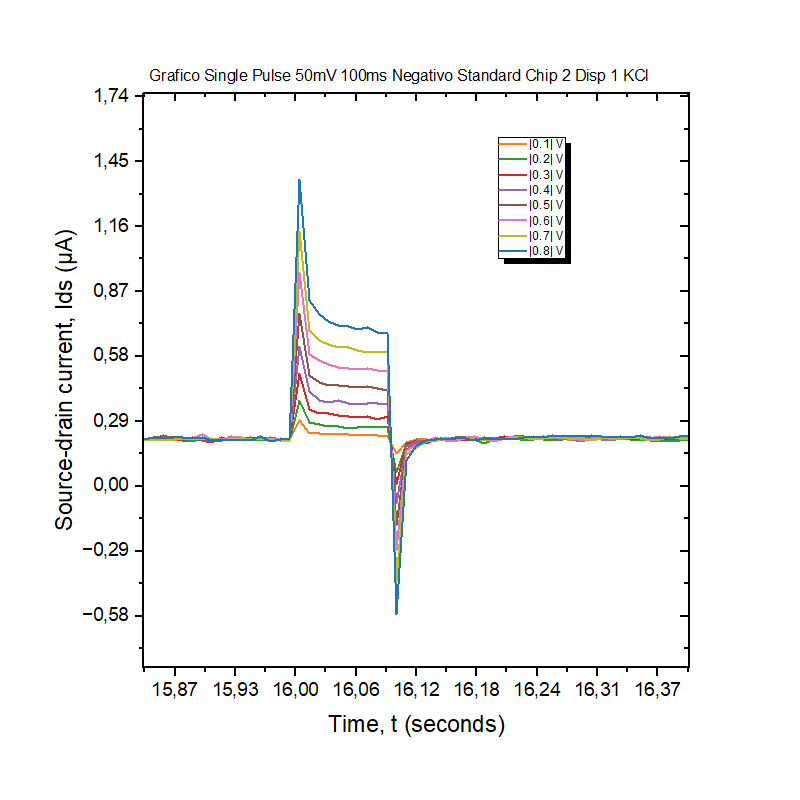 Grafico Single Pulse 50mV 100ms Negativo Standard Chip 2 Disp 1 KCl
1,74
1,45
1,16
0,87
0,58
0,29
0,00
−0,29
−0,58
Source-drain current, Ids (μA)
|0.1| V
|0.2| V
|0.3| V
|0.4| V
|0.5| V
|0.6| V
|0.7| V
|0.8| V
15,87 15,93 16,00 16,06 16,12 16,18 16,24 16,31 16,37
Time, t (seconds)